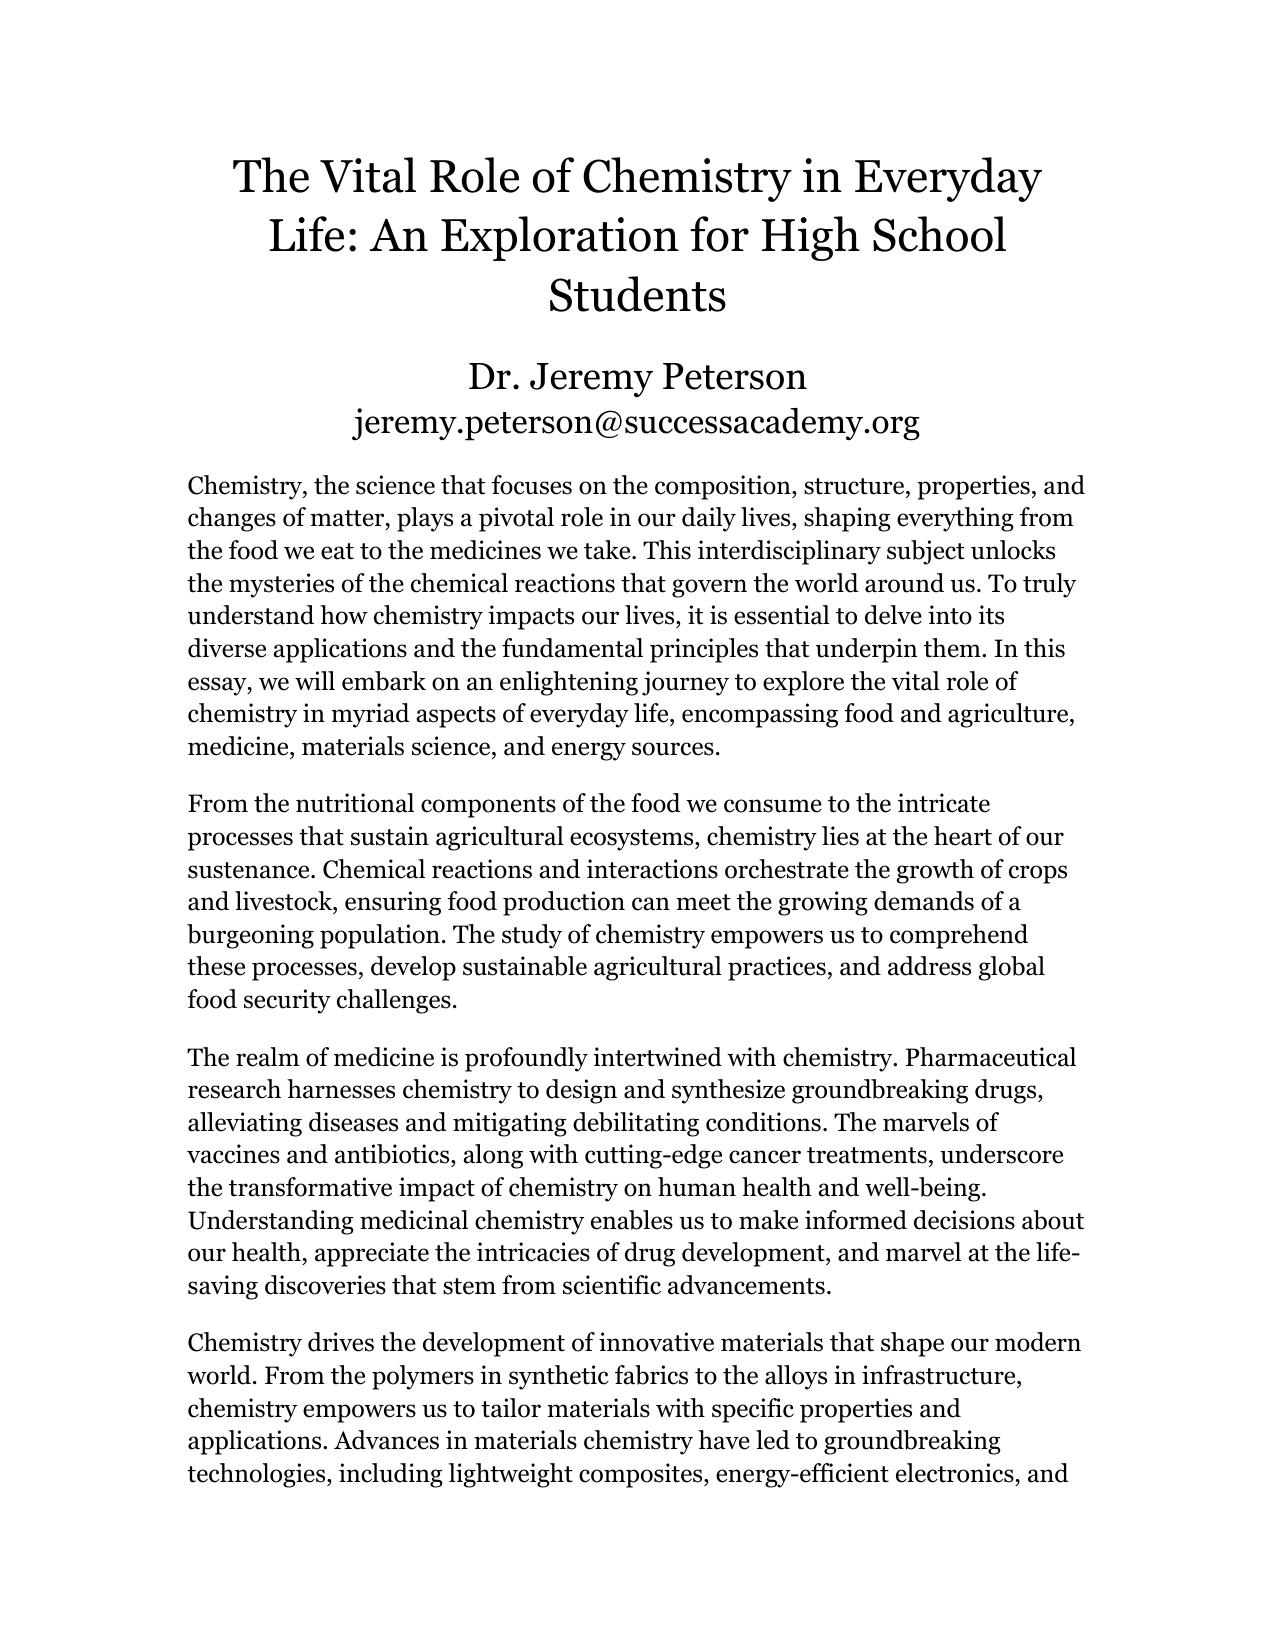 The Vital Role of Chemistry in Everyday
Life: An Exploration for High School
Students
Dr. Jeremy Peterson
jeremy.peterson@successacademy.org
Chemistry, the science that focuses on the composition, structure, properties, and
changes of matter, plays a pivotal role in our daily lives, shaping everything from
the food we eat to the medicines we take. This interdisciplinary subject unlocks
the mysteries of the chemical reactions that govern the world around us. To truly
understand how chemistry impacts our lives, it is essential to delve into its
diverse applications and the fundamental principles that underpin them. In this
essay, we will embark on an enlightening journey to explore the vital role of
chemistry in myriad aspects of everyday life, encompassing food and agriculture,
medicine, materials science, and energy sources.
From the nutritional components of the food we consume to the intricate
processes that sustain agricultural ecosystems, chemistry lies at the heart of our
sustenance. Chemical reactions and interactions orchestrate the growth of crops
and livestock, ensuring food production can meet the growing demands of a
burgeoning population. The study of chemistry empowers us to comprehend
these processes, develop sustainable agricultural practices, and address global
food security challenges.
The realm of medicine is profoundly intertwined with chemistry. Pharmaceutical
research harnesses chemistry to design and synthesize groundbreaking drugs,
alleviating diseases and mitigating debilitating conditions. The marvels of
vaccines and antibiotics, along with cutting-edge cancer treatments, underscore
the transformative impact of chemistry on human health and well-being.
Understanding medicinal chemistry enables us to make informed decisions about
our health, appreciate the intricacies of drug development, and marvel at the life-
saving discoveries that stem from scientific advancements.
Chemistry drives the development of innovative materials that shape our modern
world. From the polymers in synthetic fabrics to the alloys in infrastructure,
chemistry empowers us to tailor materials with specific properties and
applications. Advances in materials chemistry have led to groundbreaking
technologies, including lightweight composites, energy-efficient electronics, and